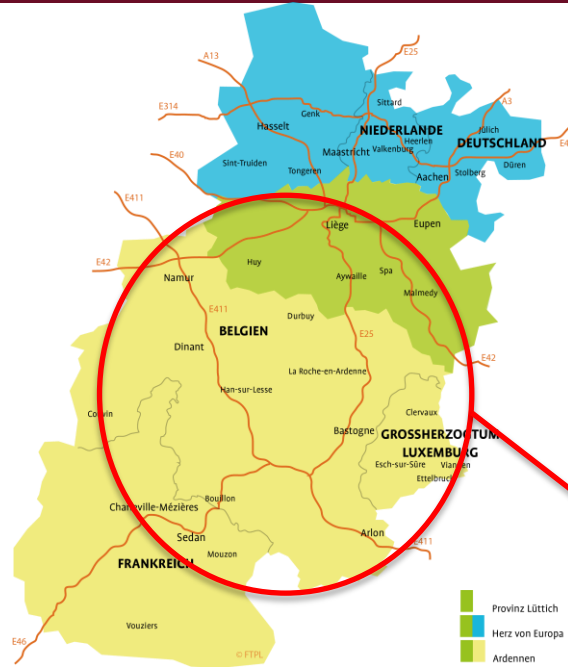 A13
E25
E314
Sittard
A3
Genk
Hasselt
NIEDERLANDE
Jülich
Heerlen
DEUTSCHLAND
E40
Maastricht
Valkenburg
Sint-Truiden
Tongeren
Aachen
Stolberg
Düren
E411
Liège
Eupen
E42
Namur
Huy
Aywaille
Spa
Malmedy
E411
Durbuy
BELGIEN
E25
E42
Dinant
La Roche-en-Ardenne
Han-sur-Lesse
Clervaux
Bastogne
GROSSHERZOGTUM
LUXEMBURG
Esch-sur-Sûre
Bouillon
Charleville-Mézières
Sedan
Arlon
E411
Mouzon
FRANKREICH
Provinz Lüttich
Vouziers
Herz von Europa
E46
© FTPL
Ardennen